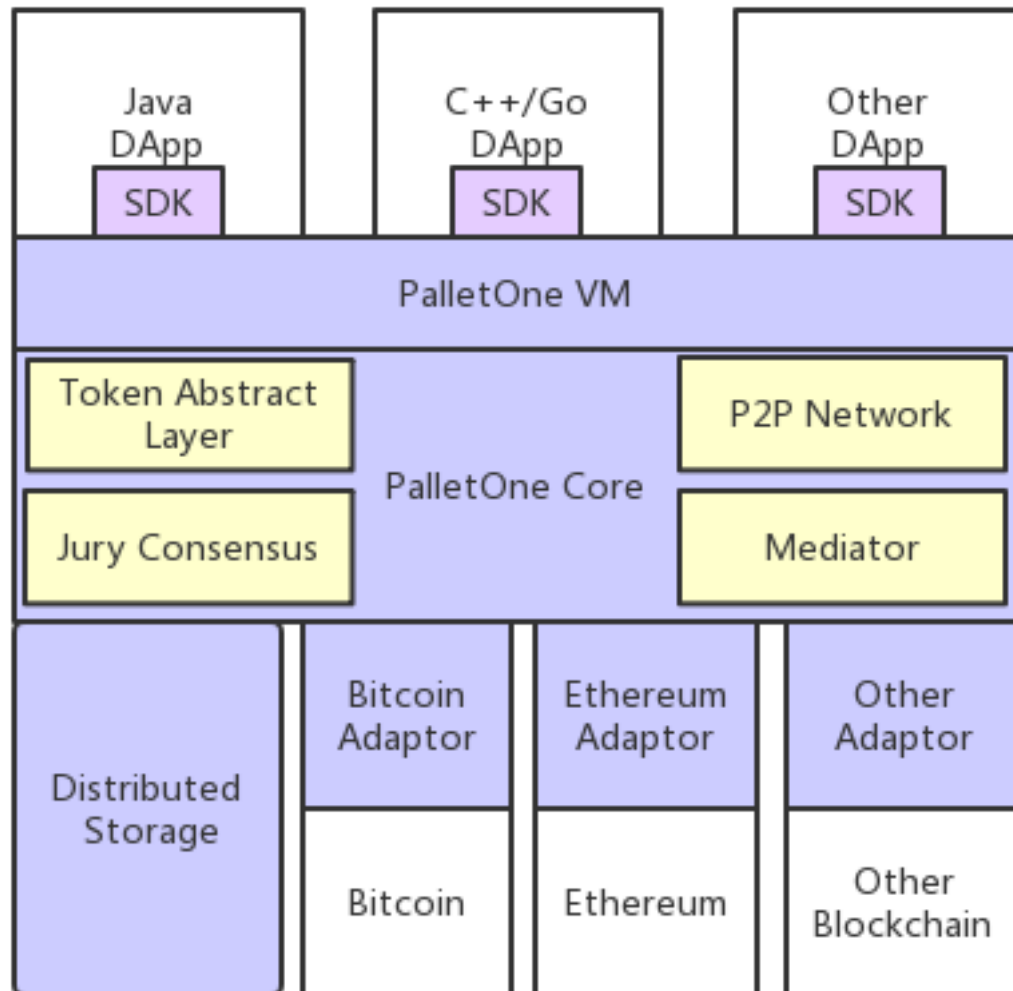 Java
DApp
SDK
C++/Go
DApp
SDK
Other
DApp
SDK
PalletOne VM
Token Abstract
Layer
P2P Network
PalletOne Core
Jury Consensus
Mediator
Distributed
Storage
Bitcoin
Adaptor
Ethereum
Adaptor
Other
Adaptor
Bitcoin
Ethereum
Other
Blockchain